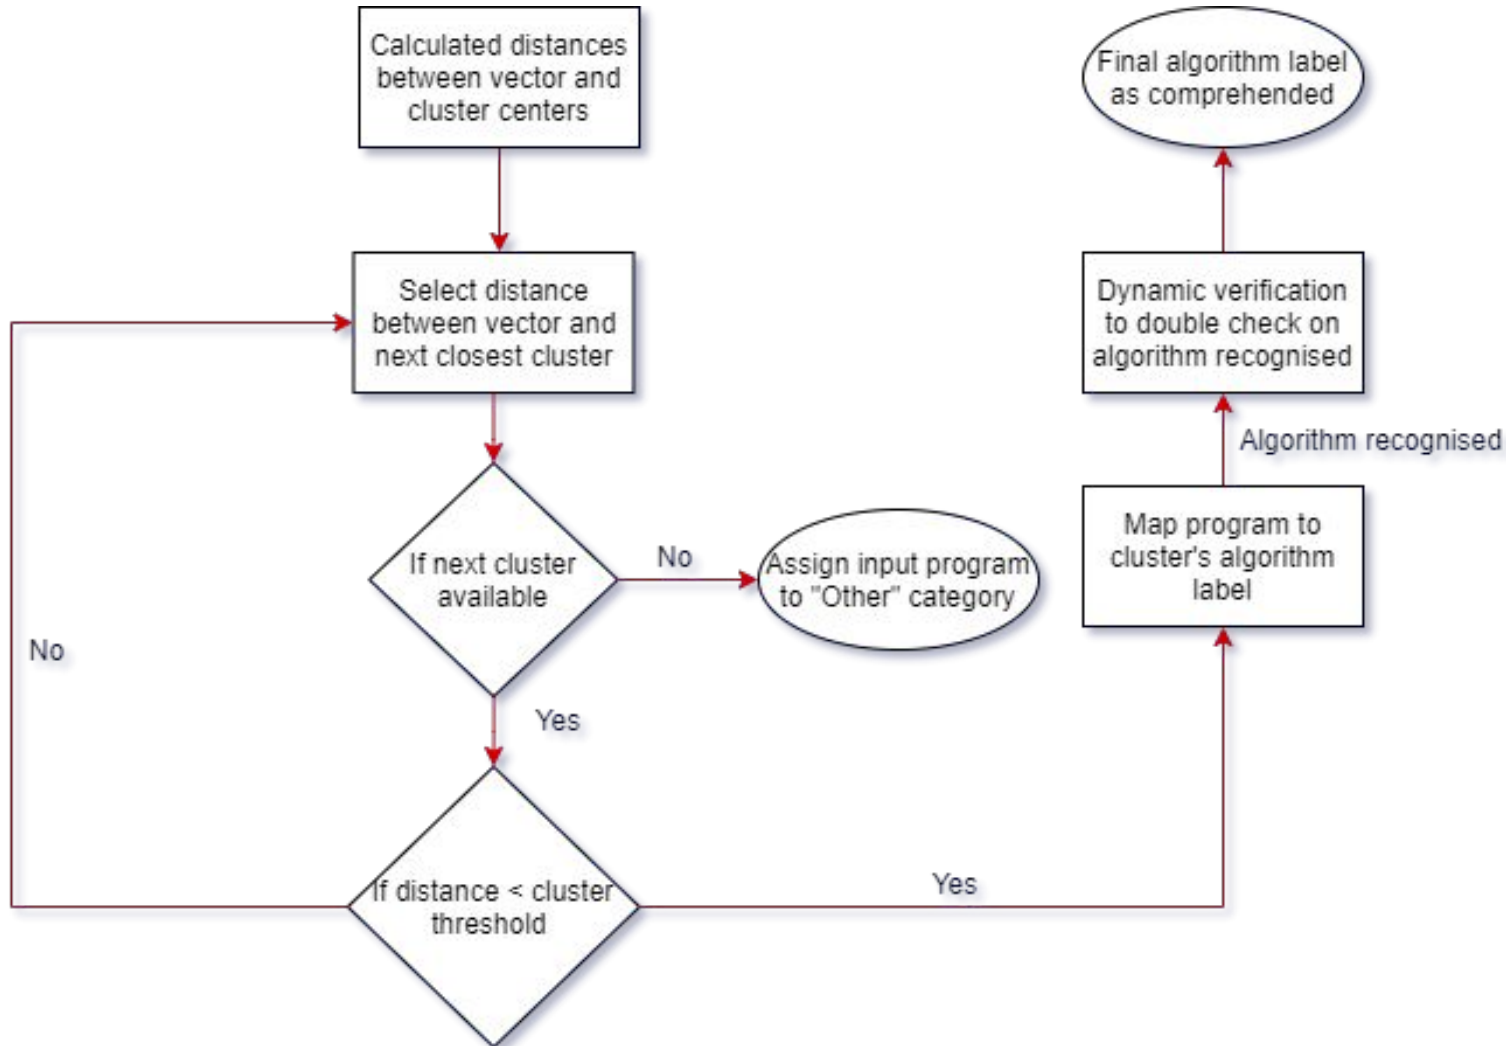 Calculated distances
between vector and
cluster centers
Select distance
between vector and
next closest cluster
If next cluster
available
No
Assign input program
to "Other" category
Yes
If distance < cluster
threshold
No
Yes
Map program to
cluster's algorithm
label
Algorithm recognised
Dynamic verification
to double check on
algorithm recognised
Final algorithm label
as comprehended